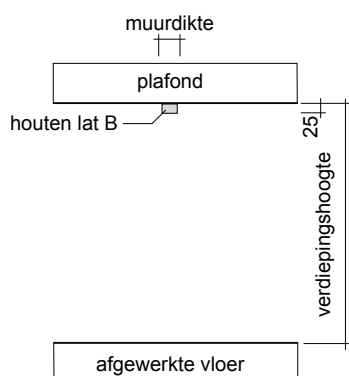 muurdikte
plafond
houten lat B
25
verdiepingshoogte
afgewerkte vloer